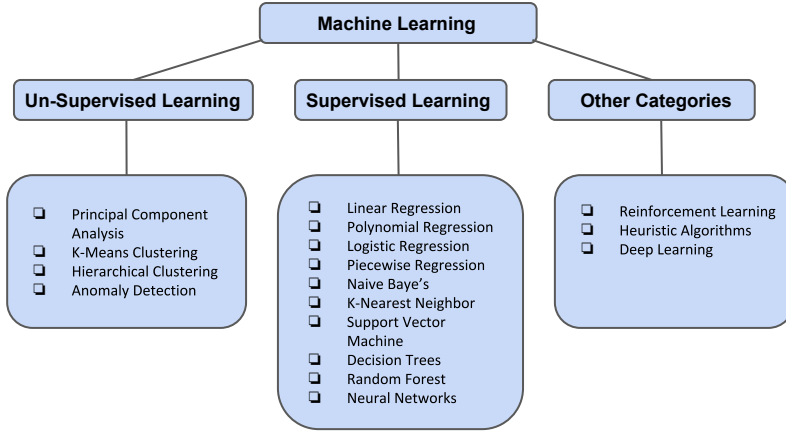 Machine Learning
Un-Supervised Learning
Supervised Learning
Other Categories
❏ Principal Component
Analysis
❏ K-Means Clustering
❏ Hierarchical Clustering
❏ Anomaly Detection
❏ Linear Regression
❏ Polynomial Regression
❏ Logistic Regression
❏ Piecewise Regression
❏ Naive Baye's
❏ K-Nearest Neighbor
❏ Support Vector
Machine
❏ Decision Trees
❏ Random Forest
❏ Neural Networks
❏ Reinforcement Learning
❏ Heuristic Algorithms
❏ Deep Learning